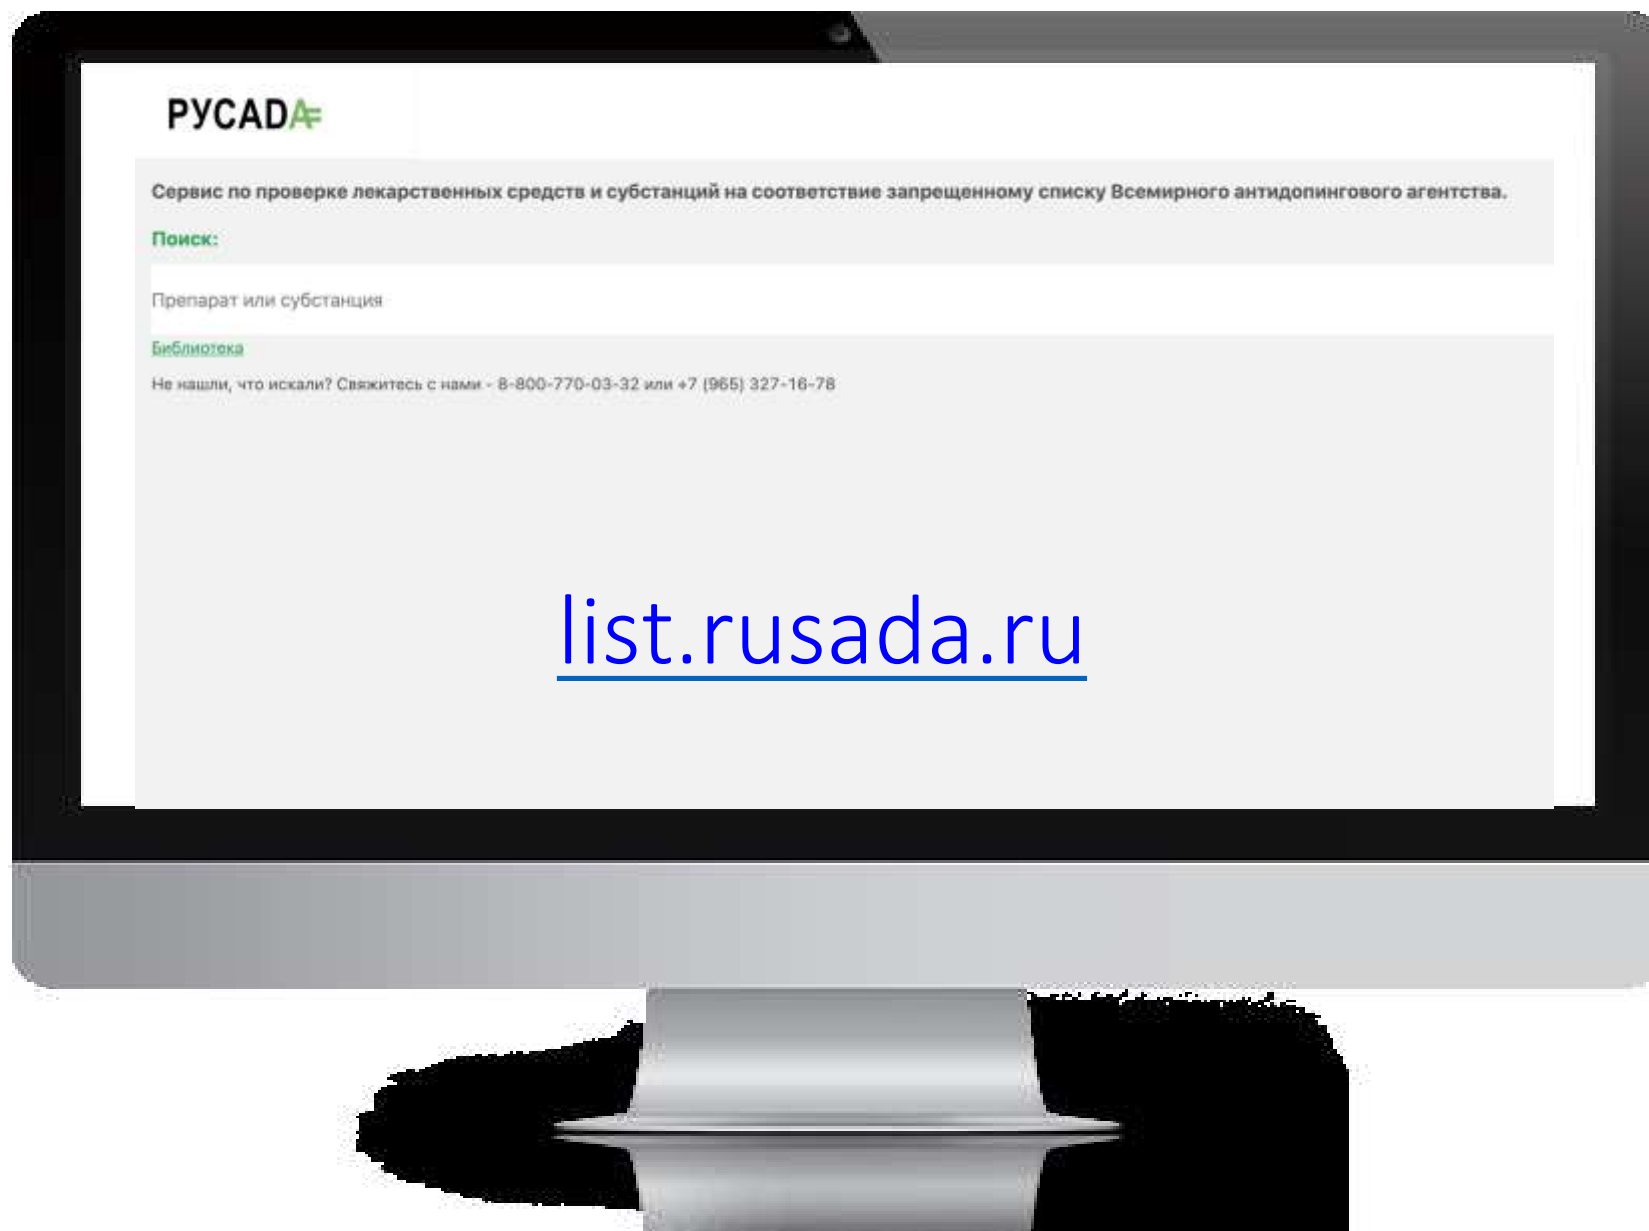 РУСАDA
Сервис по проверке лекарственных средств и субстанций на соответствие запрещенному списку Всемирного антидопингового агентства.
Поиск:
Препарат или субстанция
Библиотека
Не нашли, что искали? Свяжитесь с нами - 8-800-770-03-32 или +7 (965) 327-16-78
list.rusada.ru